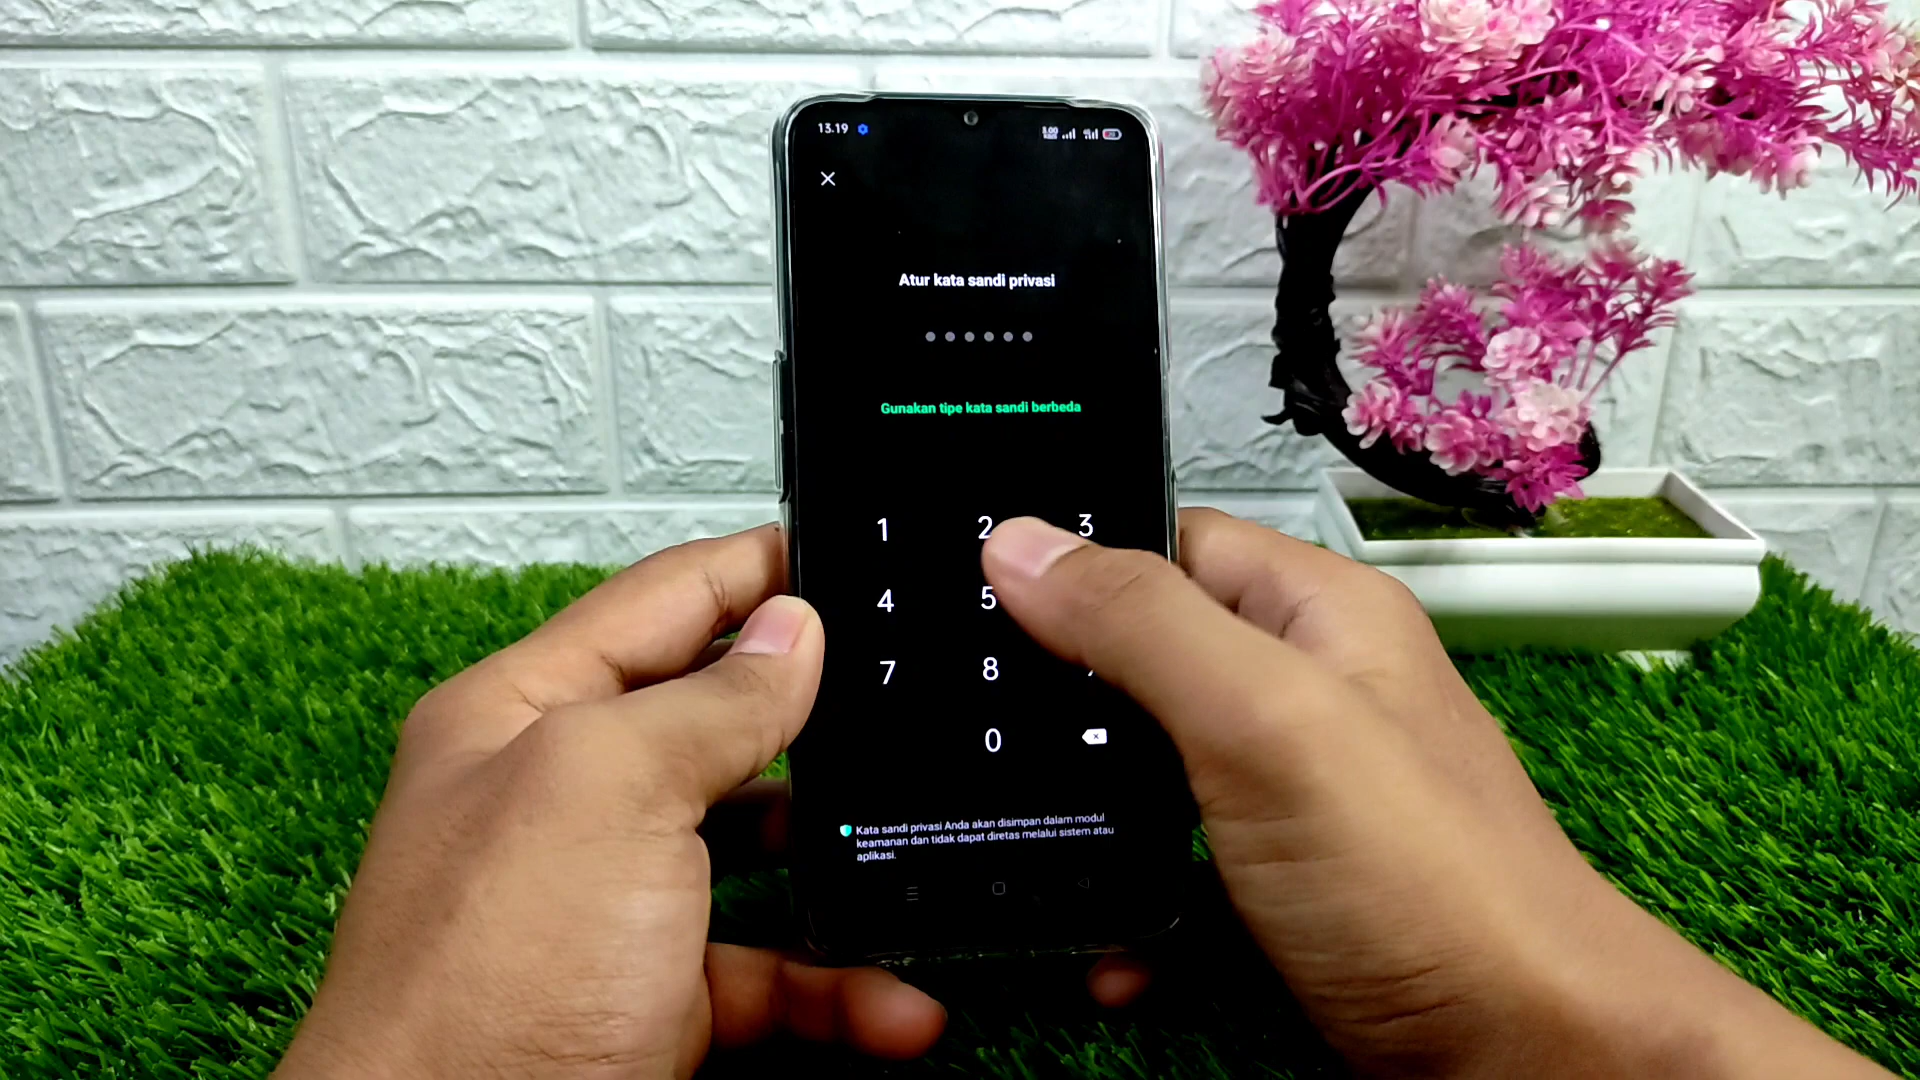 13.19
Atur kata sandi privasi
Gunakan tipe kata sandi berbeda
1 2 3
4 5
7 8
0
Kata sandi privasi Anda akan disimpan dalam modul
keamanan dan tidak dapat diretas melalui sistem atau
aplikasi.